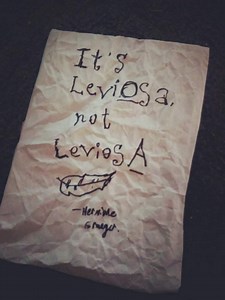 It's
LeviOsa,
not
LeviosA
—Hermione
Granger.